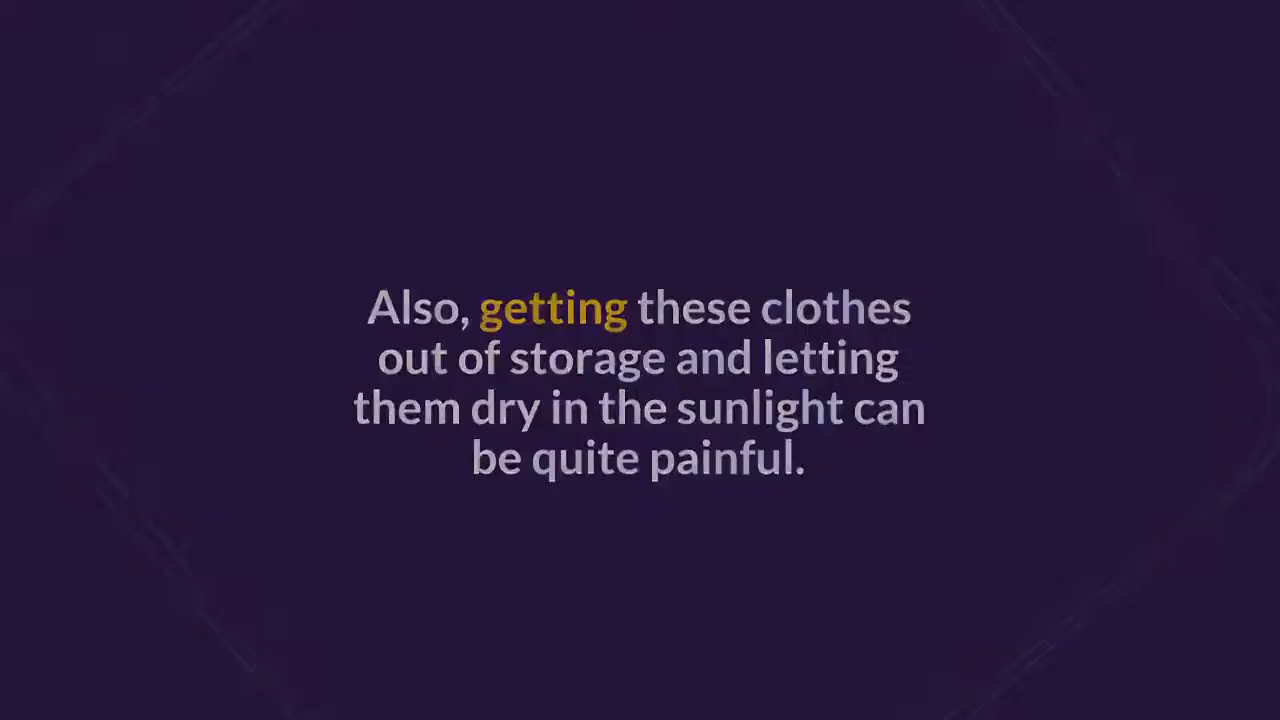 Also, getting these clothes
out of storage and letting
them dry in the sunlight can
be quite painful.